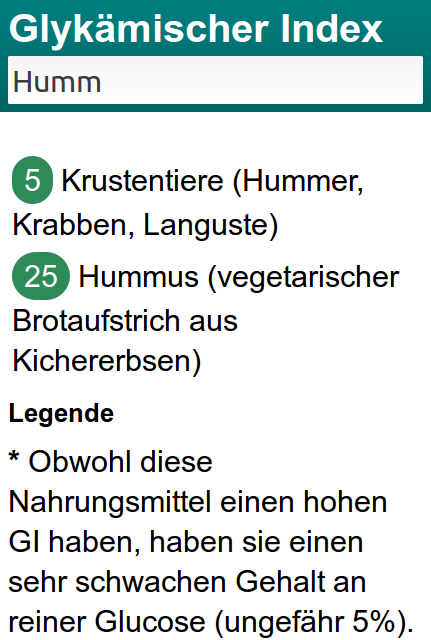 Glykämischer Index
Humm
5 Krustentiere (Hummer,
Krabben, Languste)
25 Hummus (vegetarischer
Brotaufstrich aus
Kichererbsen)
Legende
* Obwohl diese
Nahrungsmittel einen hohen
GI haben, haben sie einen
sehr schwachen Gehalt an
reiner Glucose (ungefähr 5%).